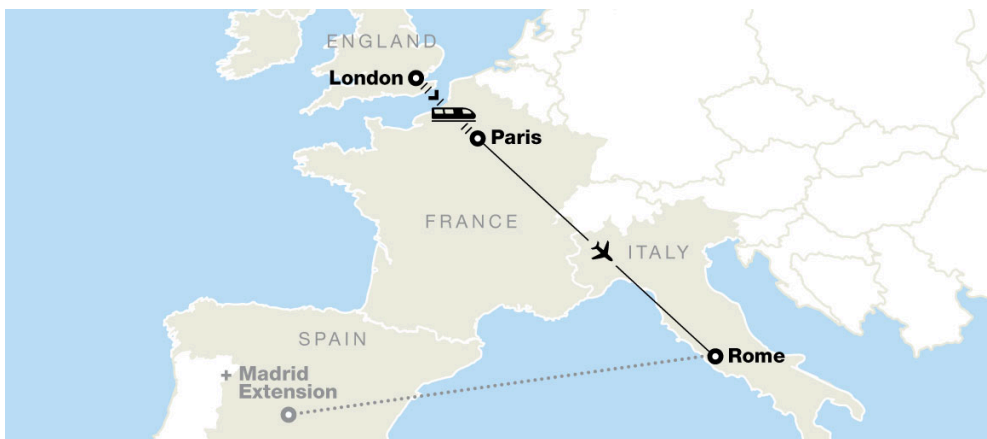 ENGLAND
London
Paris
FRANCE
ITALY
SPAIN
Rome
+ Madrid
Extension